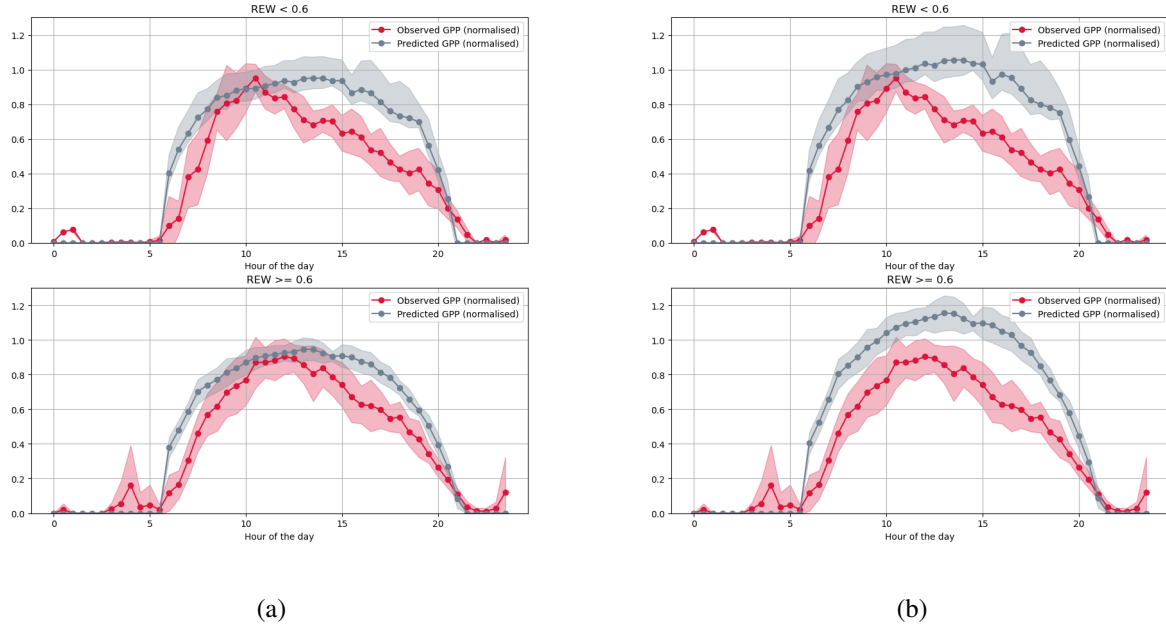 REW < 0.6
Observed GPP (normalised)
Predicted GPP (normalised)
1.2
1.0
0.8
0.6
0.4
0.2
0.0
0 5 10 15 20
Hour of the day
REW >= 0.6
Observed GPP (normalised)
Predicted GPP (normalised)
1.2
1.0
0.8
0.6
0.4
0.2
0.0
0 5 10 15 20
Hour of the day
(a)
REW < 0.6
Observed GPP (normalised)
Predicted GPP (normalised)
1.2
1.0
0.8
0.6
0.4
0.2
0.0
0 5 10 15 20
Hour of the day
REW >= 0.6
Observed GPP (normalised)
Predicted GPP (normalised)
1.2
1.0
0.8
0.6
0.4
0.2
0.0
0 5 10 15 20
Hour of the day
(b)